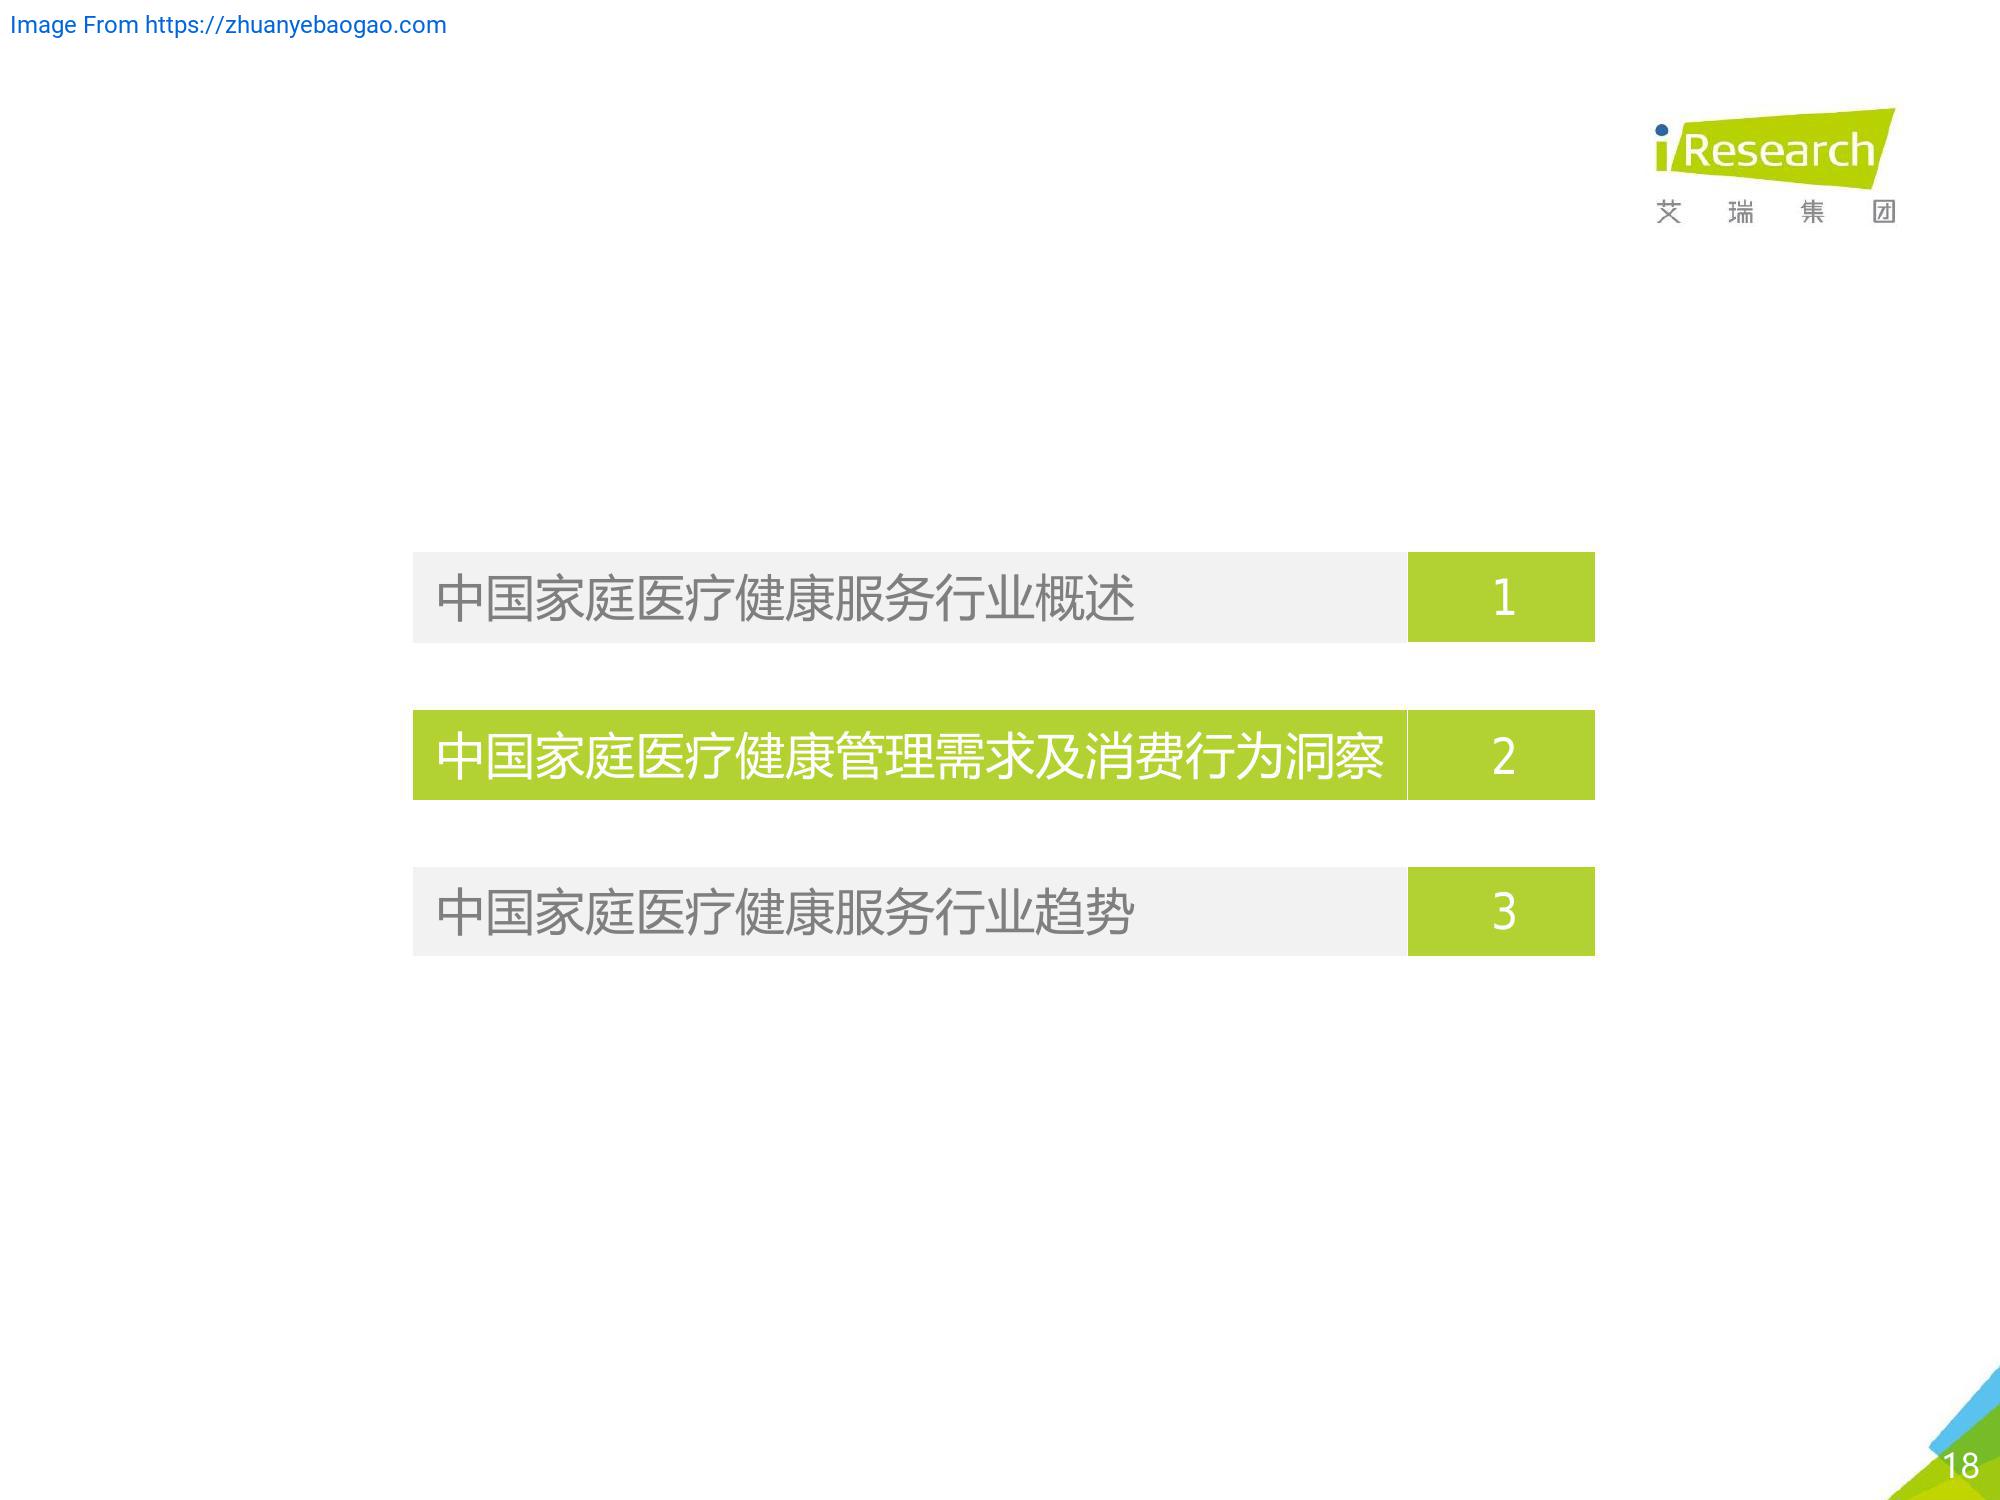 Image From https://zhuanyebaogao.com
iResearch
艾瑞集团
中国家庭医疗健康服务行业概述 1
中国家庭医疗健康管理需求及消费行为洞察 2
中国家庭医疗健康服务行业趋势 3
18